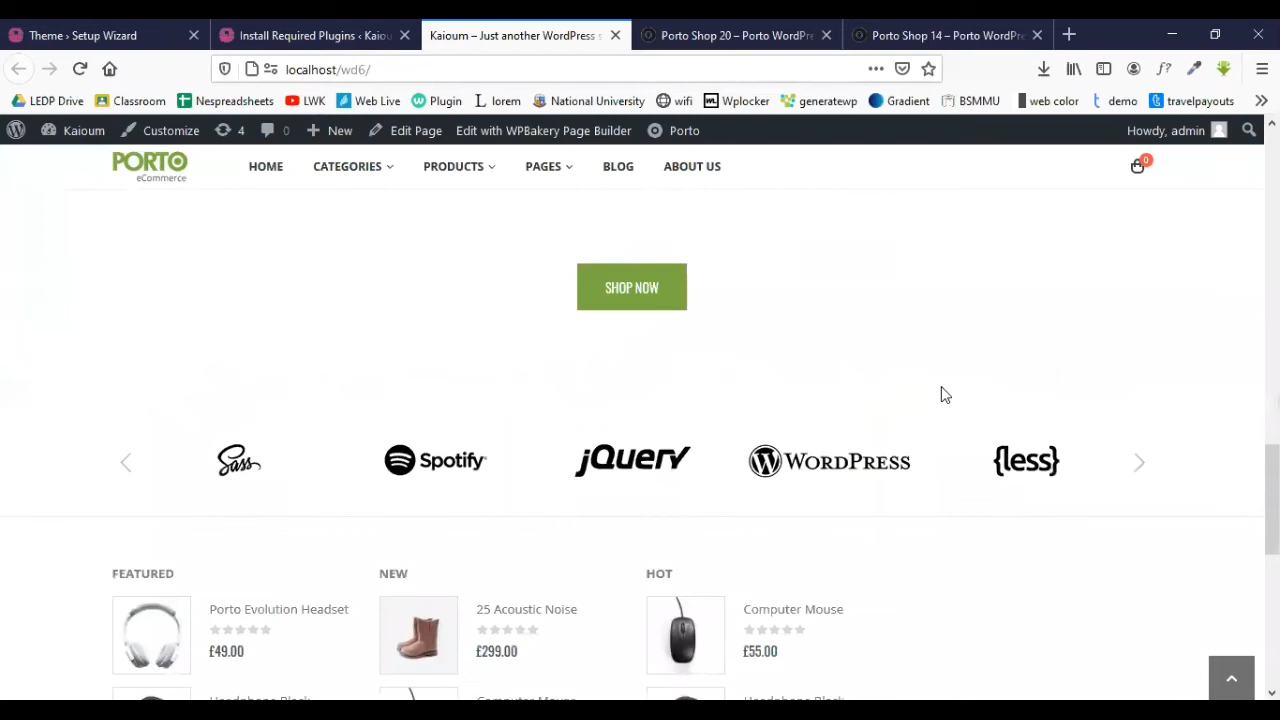 Theme › Setup Wizard
Install Required Plugins ‹ Kaiou
Kaioum – Just another WordPress s
Porto Shop 20 – Porto WordPre
Porto Shop 14 – Porto WordPre
localhost/wd6/
LEDP Drive
Classroom
Nespreadsheets
LWK
Web Live
Plugin
lorem
National University
wifi
Wplocker
generatewp
Gradient
BSMMU
web color
demo
travelpayouts
Kaioum
Customize
4
0
New
Edit Page
Edit with WPBakery Page Builder
Porto
Howdy, admin
PORTO
eCommerce
HOME
CATEGORIES
PRODUCTS
PAGES
BLOG
ABOUT US
0
SHOP NOW
Sass
Spotify
jQuery
WORDPRESS
{less}
FEATURED
NEW
HOT
Porto Evolution Headset
£49.00
25 Acoustic Noise
£299.00
Computer Mouse
£55.00